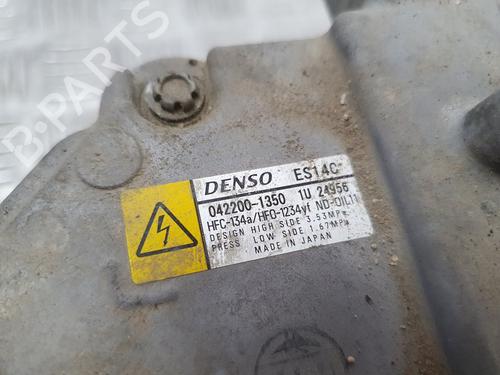 B-PARTS
DENSO ES14C
042200-1350 1U 24956
HFC-134a/HFO-1234yf ND-OIL11
DESIGN HIGH SIDE 3.53MPa
PRESS LOW SIDE 1.67MPa
MADE IN JAPAN